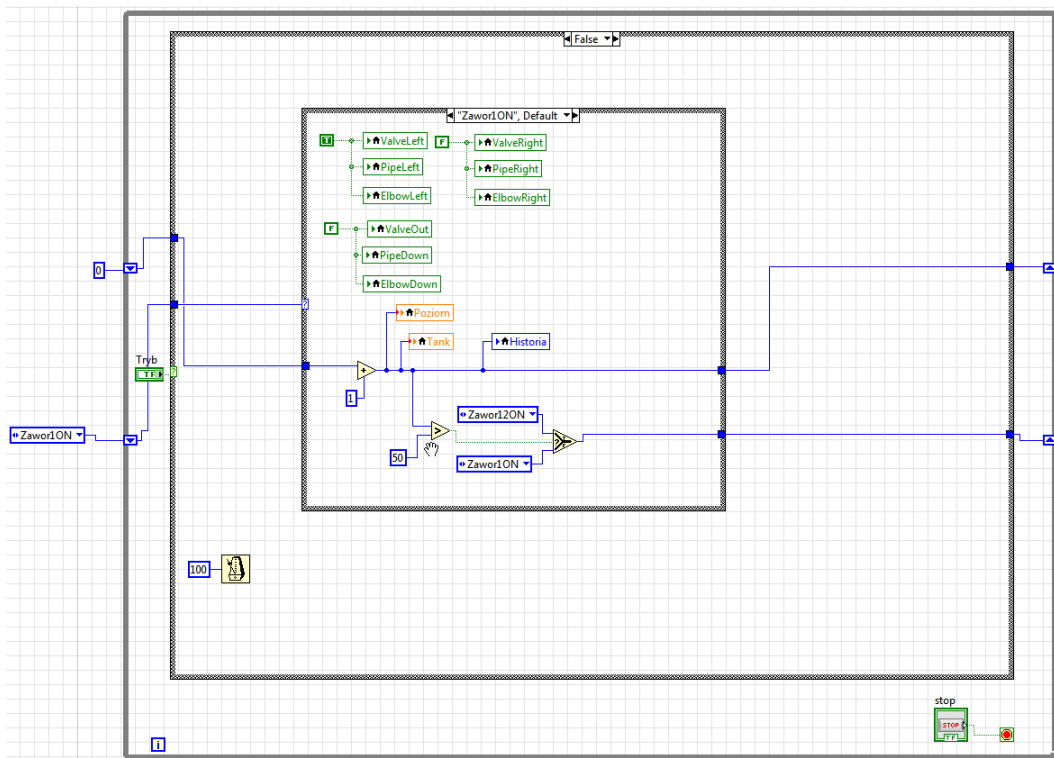 False
"Zawor1ON", Default
T
ValveLeft
F
ValveRight
PipeLeft
PipeRight
ElbowLeft
ElbowRight
F
ValveOut
PipeDown
0
ElbowDown
?
Poziom
Tank
Historia
Tryb
TF
?
+
1
Zawor12ON
Zawor1ON
>
?
50
Zawor1ON
100
stop
STOP
TF
i